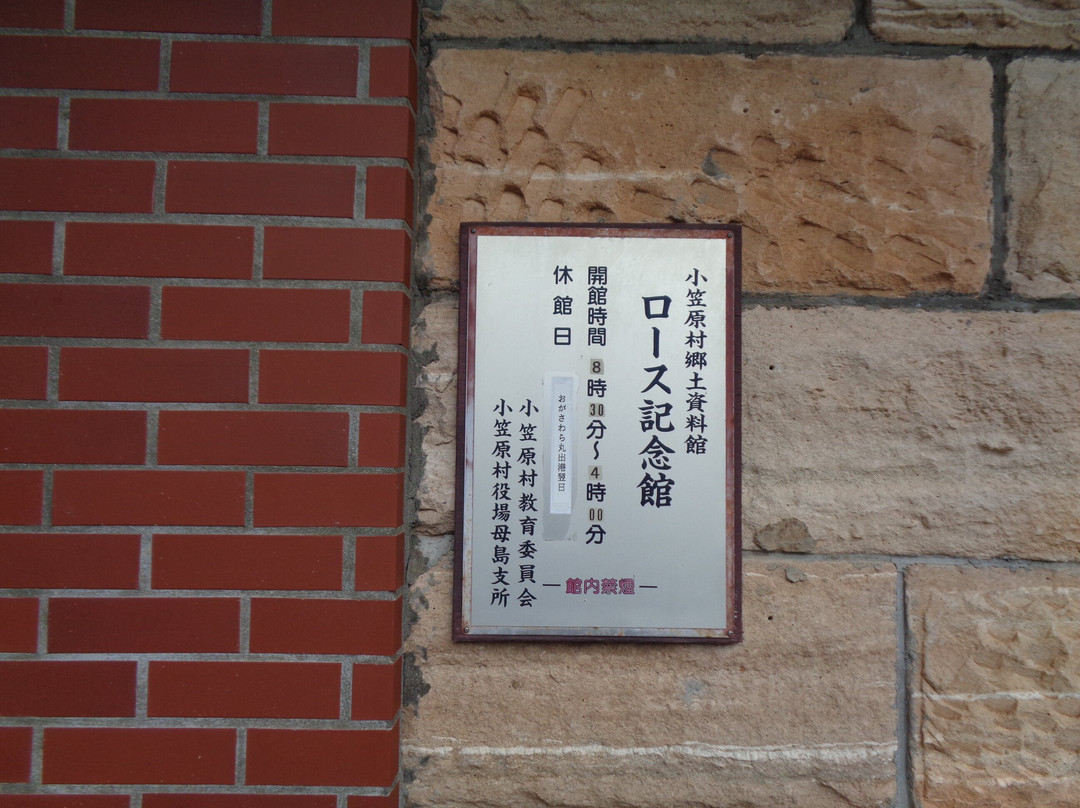 小笠原村郷土資料館
ロース記念館
開館時間 8時30分～4時00分
休館日 おがさわら丸出港翌日
小笠原村教育委員会
小笠原村役場母島支所
―館内禁煙―